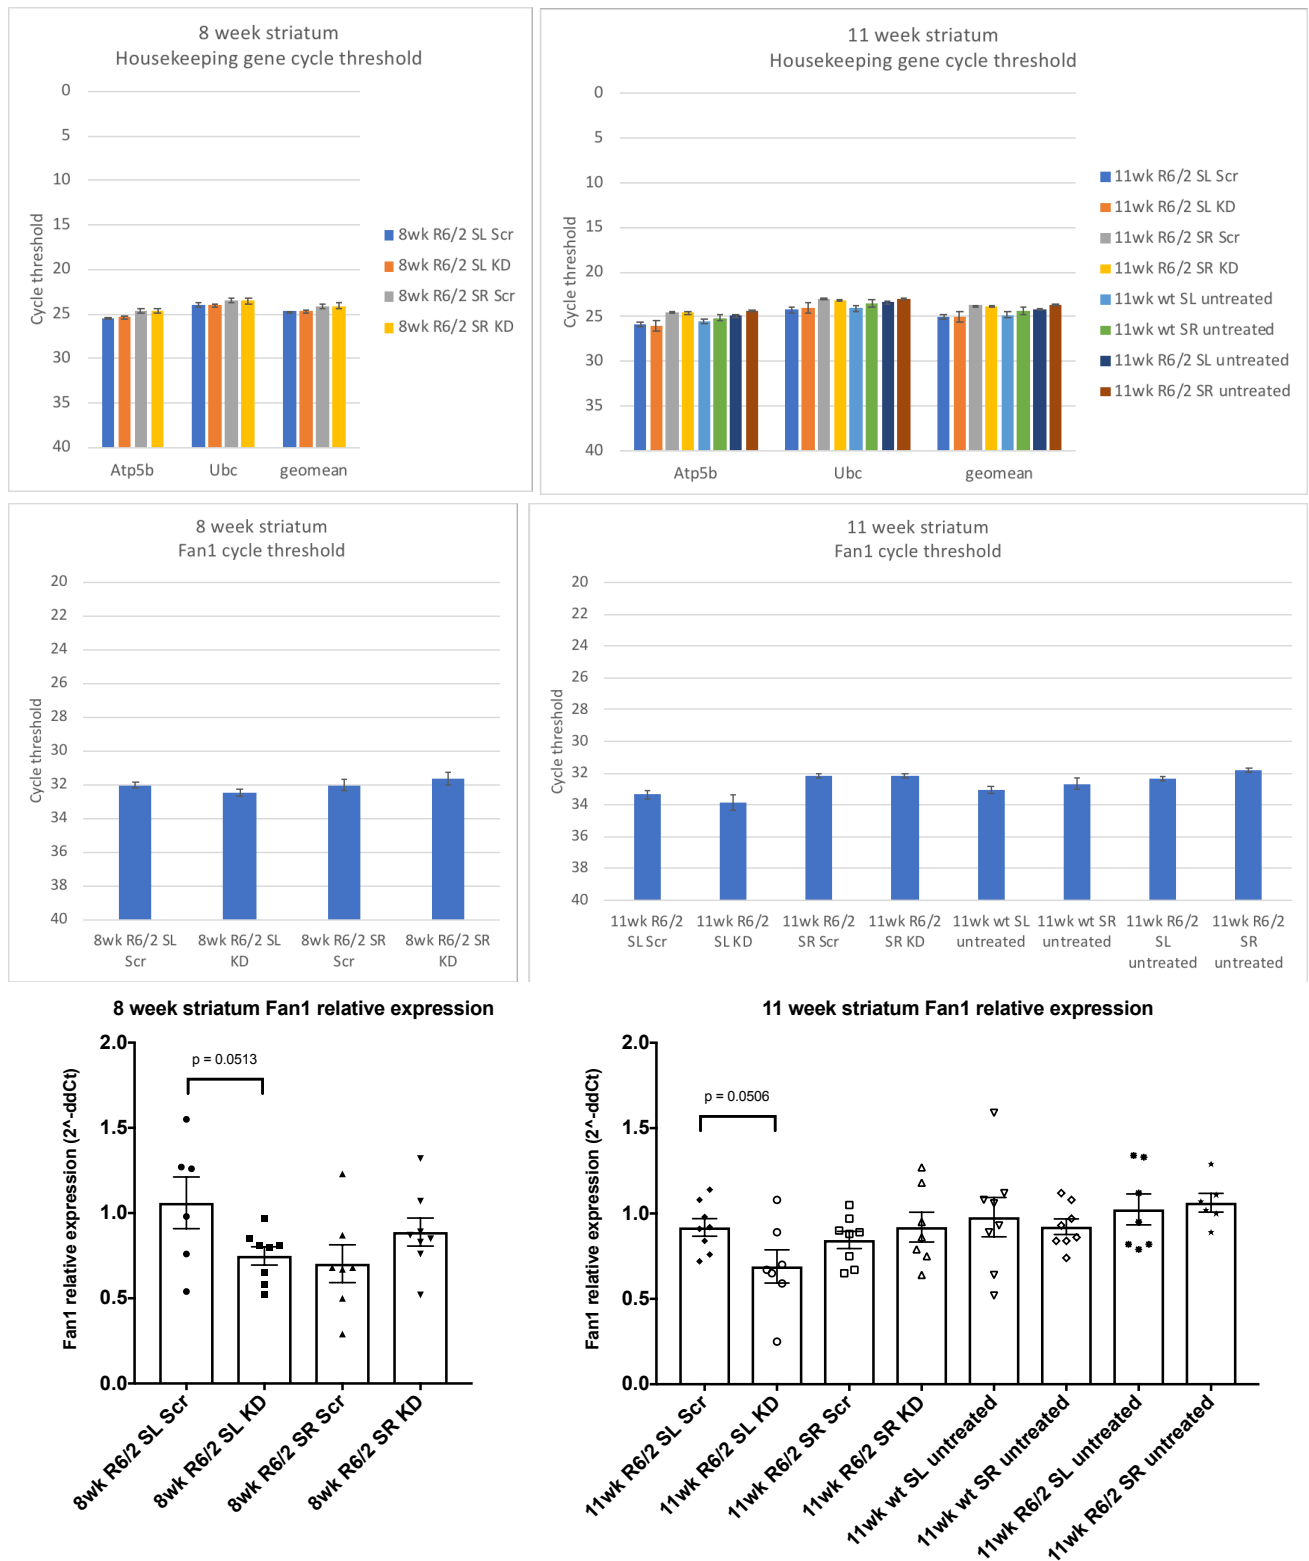 8 week striatum
Housekeeping gene cycle threshold
0
5
10
15
20
25
30
35
40
Cycle threshold
Atp5b Ubc geomean
8wk R6/2 SL Scr
8wk R6/2 SL KD
8wk R6/2 SR Scr
8wk R6/2 SR KD
11 week striatum
Housekeeping gene cycle threshold
0
5
10
15
20
25
30
35
40
Cycle threshold
Atp5b Ubc geomean
11wk R6/2 SL Scr
11wk R6/2 SL KD
11wk R6/2 SR Scr
11wk R6/2 SR KD
11wk wt SL untreated
11wk wt SR untreated
11wk R6/2 SL untreated
11wk R6/2 SR untreated
8 week striatum
Fan1 cycle threshold
20
22
24
26
28
30
32
34
36
38
40
Cycle threshold
8wk R6/2 SL
Scr
8wk R6/2 SL
KD
8wk R6/2 SR
Scr
8wk R6/2 SR
KD
11 week striatum
Fan1 cycle threshold
20
22
24
26
28
30
32
34
36
38
40
Cycle threshold
11wk R6/2
SL Scr
11wk R6/2
SL KD
11wk R6/2
SR Scr
11wk R6/2
SR KD
11wk wt SL
untreated
11wk wt SR
untreated
11wk R6/2
SL
untreated
11wk R6/2
SR
untreated
8 week striatum Fan1 relative expression
2.0
1.5
1.0
0.5
0.0
Fan1 relative expression (2^-ddCt)
p = 0.0513
8wk R6/2 SL Scr
8wk R6/2 SL KD
8wk R6/2 SR Scr
8wk R6/2 SR KD
11 week striatum Fan1 relative expression
2.0
1.5
1.0
0.5
0.0
Fan1 relative expression (2^-ddCt)
p = 0.0506
11wk R6/2 SL Scr
11wk R6/2 SL KD
11wk R6/2 SR Scr
11wk R6/2 SR KD
11wk wt SL untreated
11wk wt SR untreated
11wk R6/2 SL untreated
11wk R6/2 SR untreated